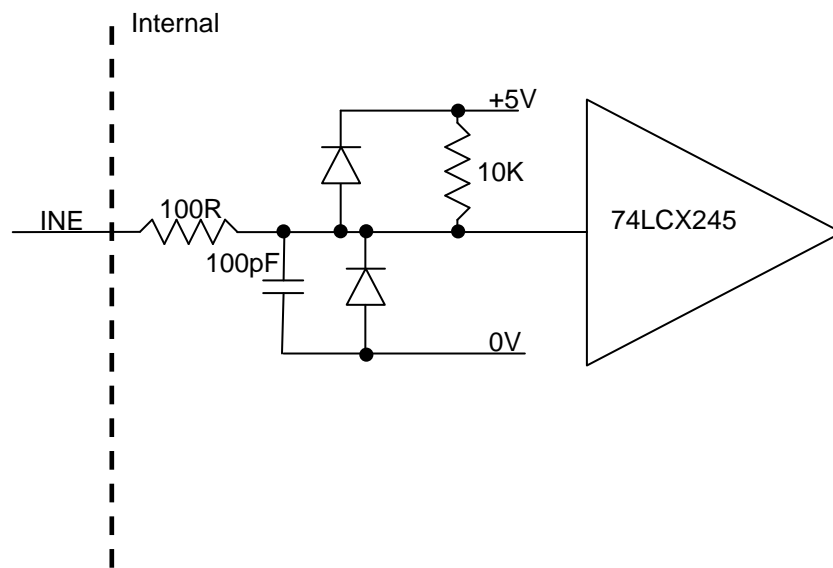 Internal
+5V
10K
INE
100R
74LCX245
100pF
0V